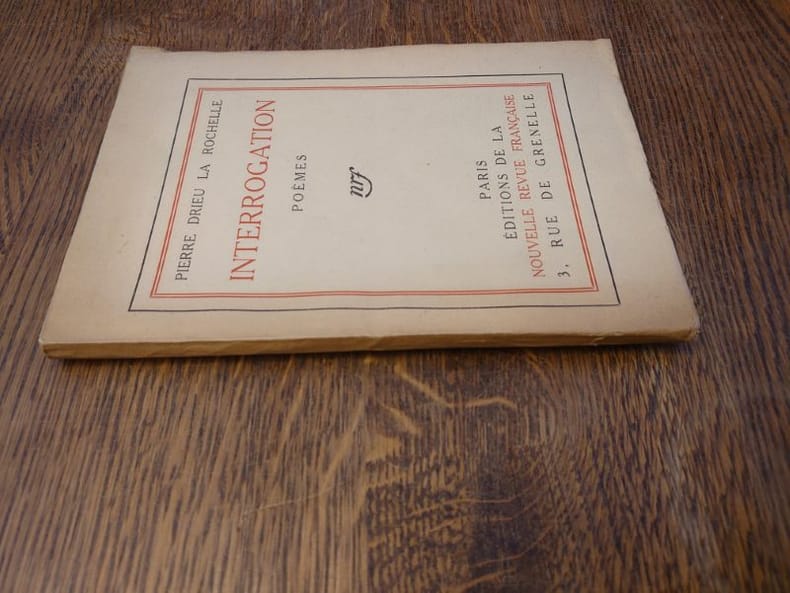 PIERRE DRIEU LA ROCHELLE
INTERROGATION
POÈMES
nrf
PARIS
ÉDITIONS DE LA
NOUVELLE REVUE FRANÇAISE
3, RUE DE GRENELLE